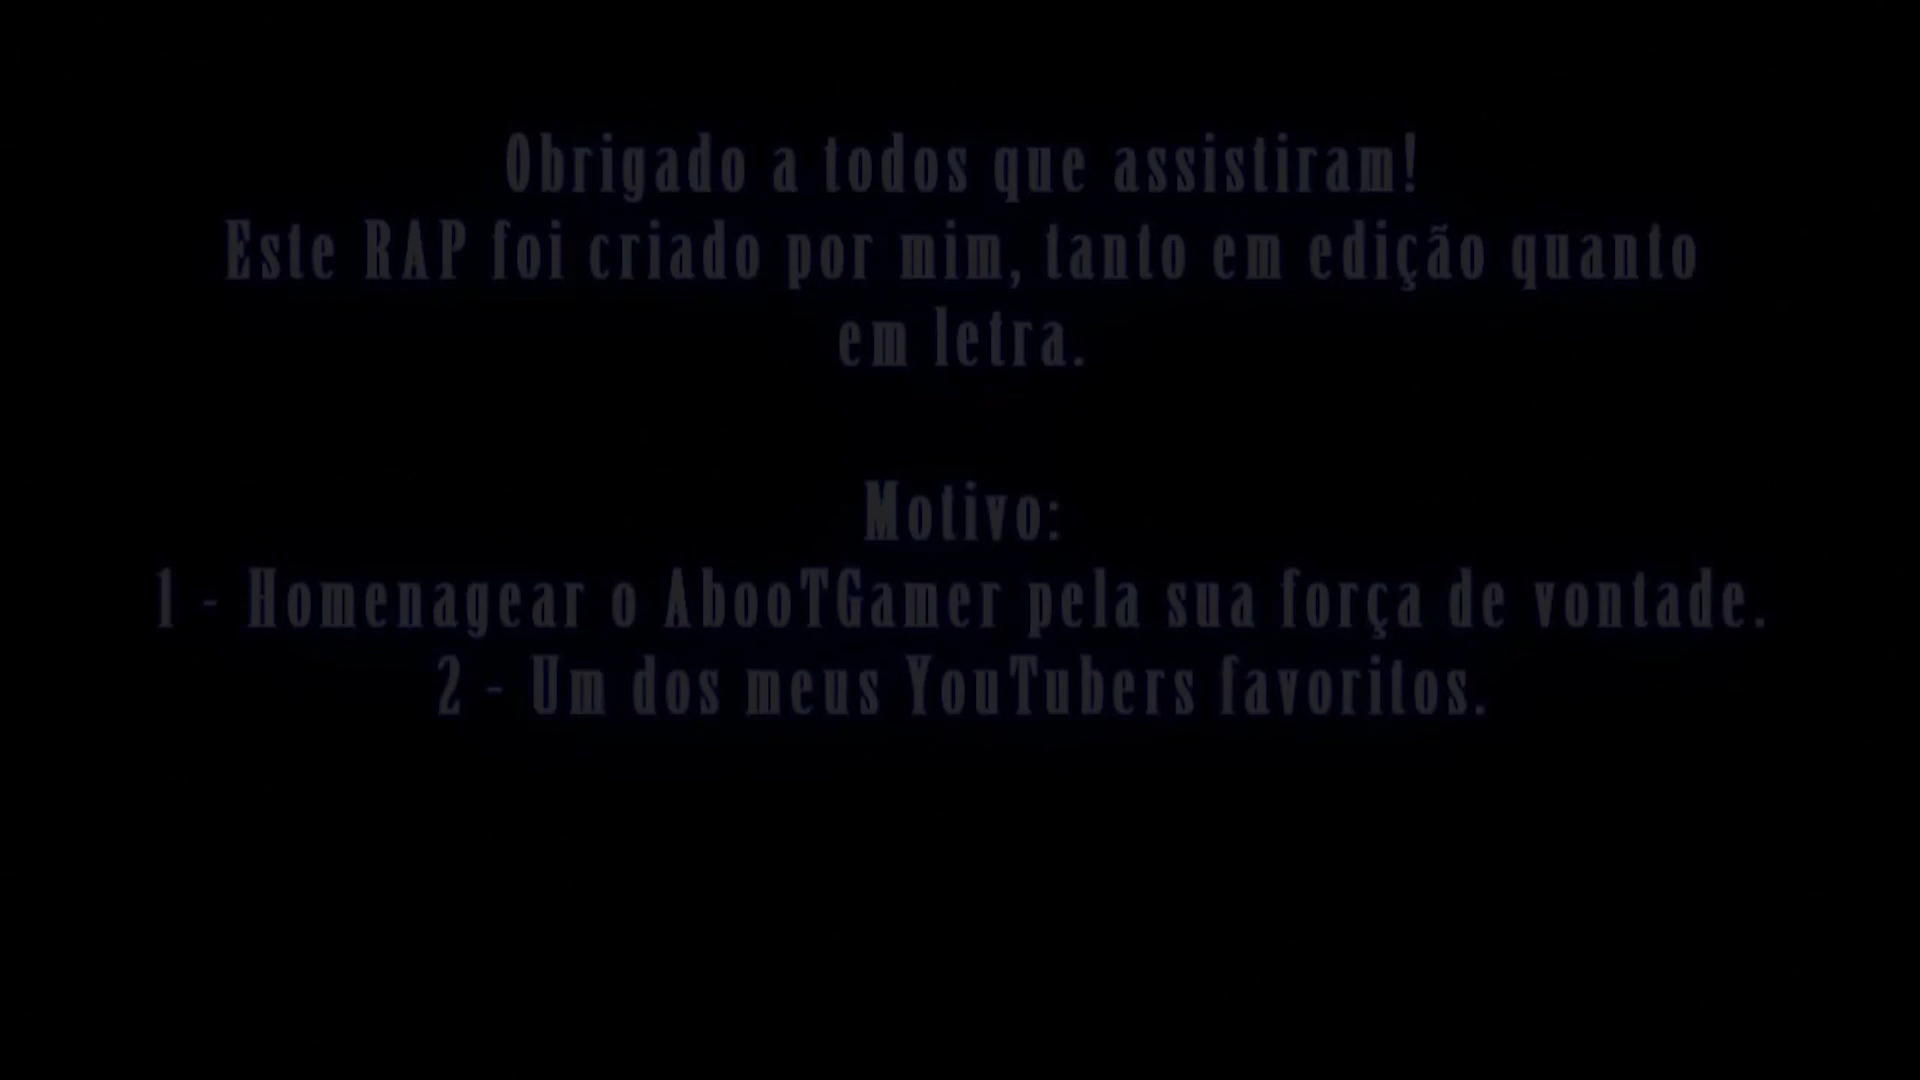 Obrigado a todos que assistiram!
Este RAP foi criado por mim, tanto em edição quanto
em letra.
Motivo:
1 - Homenagear o AbooTGamer pela sua força de vontade.
2 - Um dos meus YouTubers favoritos.